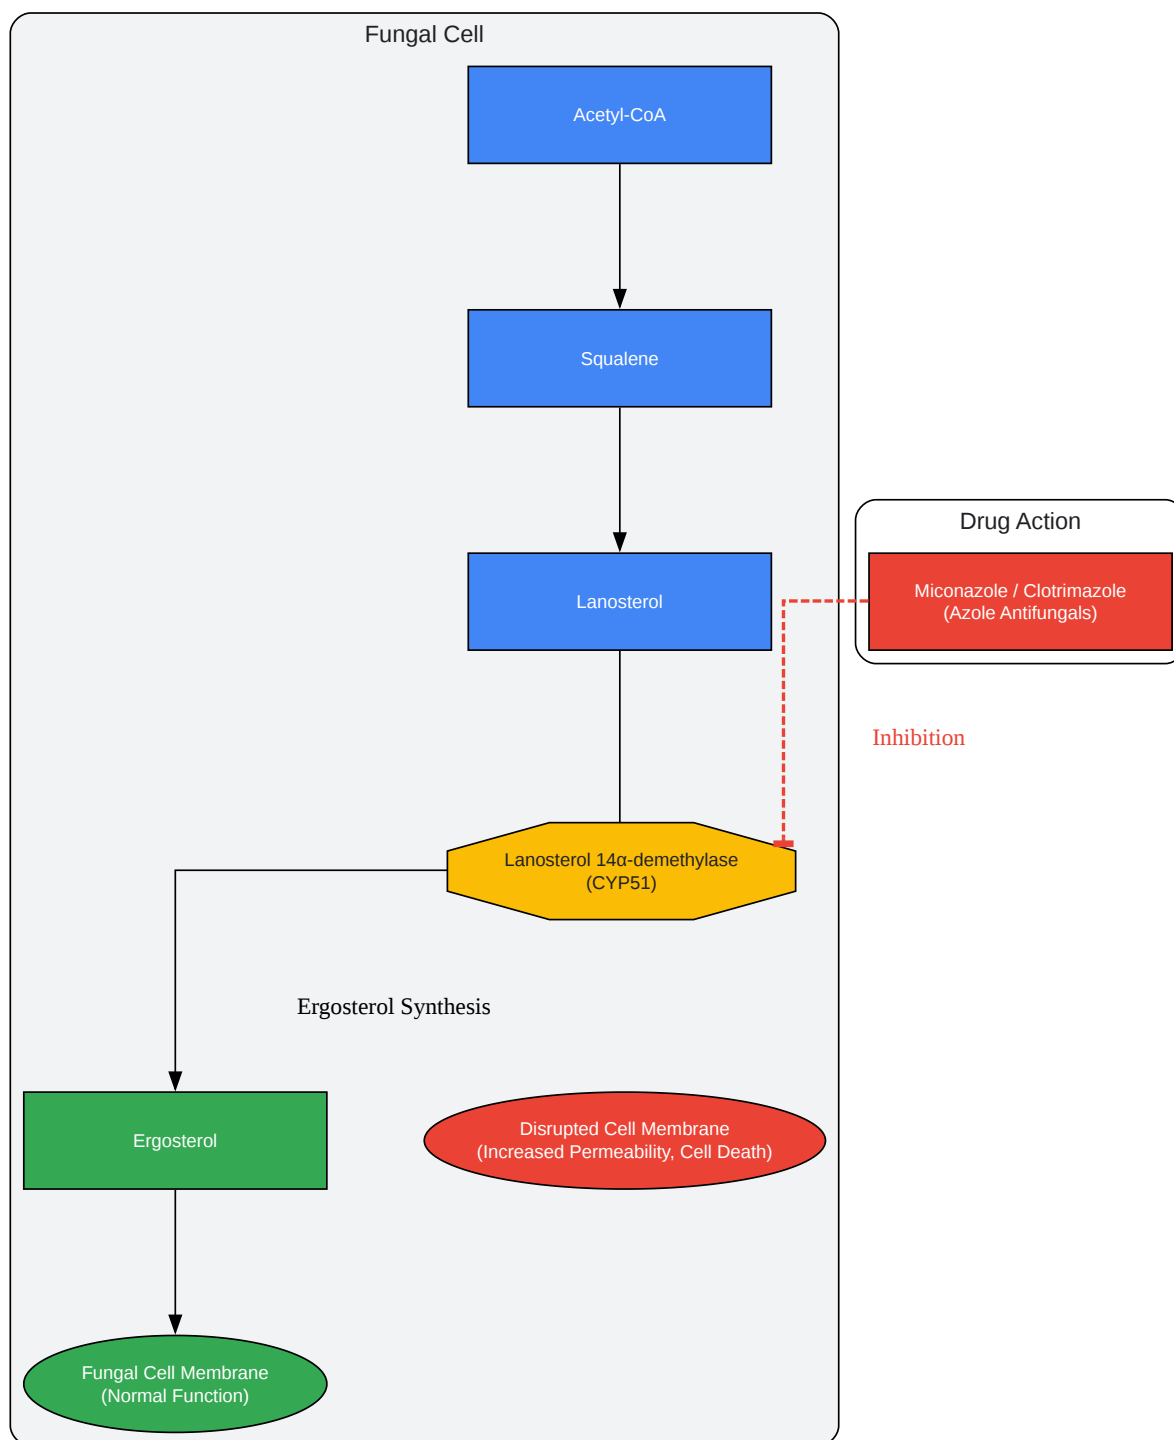 Fungal Cell
Acetyl-CoA
Squalene
Drug Action
Lanosterol
Miconazole / Clotrimazole
(Azole Antifungals)
Inhibition
Lanosterol 14α-demethylase
(CYP51)
Ergosterol Synthesis
Ergosterol
Disrupted Cell Membrane
(Increased Permeability, Cell Death)
Fungal Cell Membrane
(Normal Function)